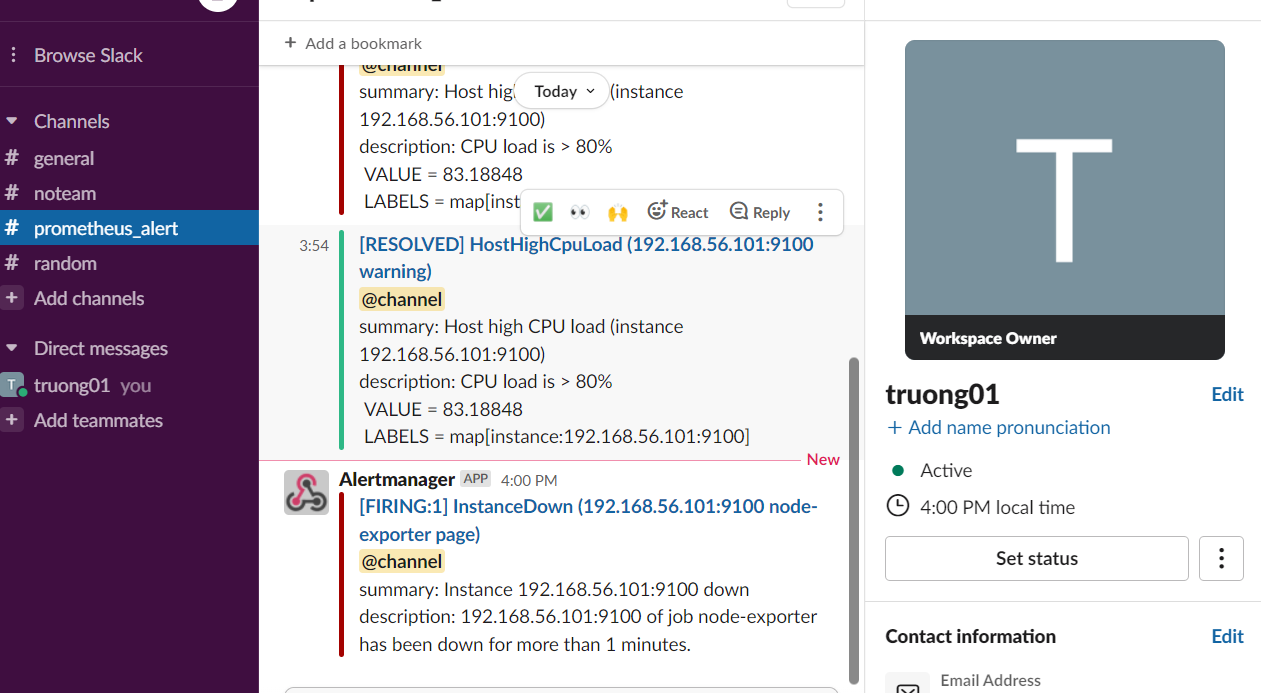 Browse Slack
Channels
# general
# noteam
# prometheus_alert
# random
+ Add channels
Direct messages
T truong01 you
+ Add teammates
+ Add a bookmark
@channel
Today
summary: Host hig (instance
192.168.56.101:9100)
description: CPU load is > 80%
VALUE = 83.18848
LABELS = map[inst
React Reply
3:54 [RESOLVED] HostHighCpuLoad (192.168.56.101:9100
warning)
@channel
summary: Host high CPU load (instance
192.168.56.101:9100)
description: CPU load is > 80%
VALUE = 83.18848
LABELS = map[instance:192.168.56.101:9100]
New
Alertmanager APP 4:00 PM
[FIRING:1] InstanceDown (192.168.56.101:9100 node-
exporter page)
@channel
summary: Instance 192.168.56.101:9100 down
description: 192.168.56.101:9100 of job node-exporter
has been down for more than 1 minutes.
T
Workspace Owner
truong01 Edit
+ Add name pronunciation
Active
4:00 PM local time
Set status
Contact information Edit
Email Address